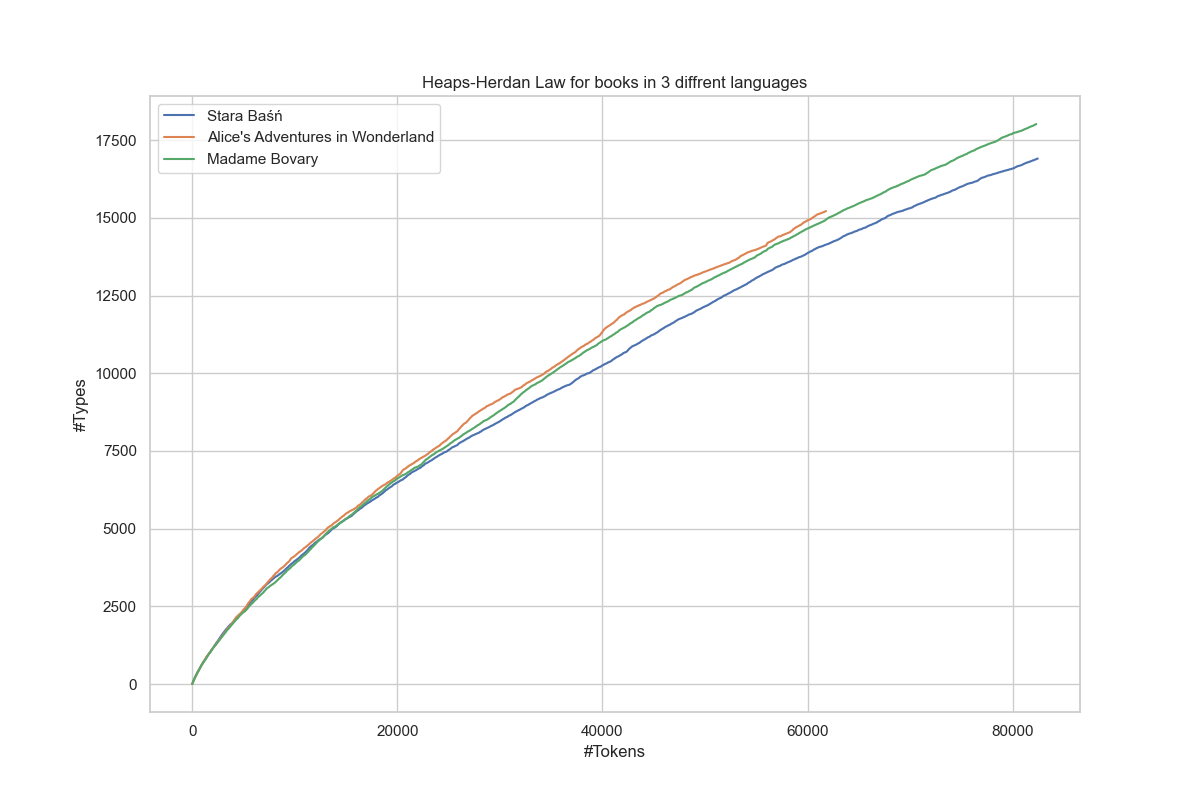 Heaps-Herdan Law for books in 3 diffrent languages
Stara Baśń
Alice's Adventures in Wonderland
Madame Bovary
17500
15000
12500
10000
7500
5000
2500
0
#Types
0 20000 40000 60000 80000
#Tokens